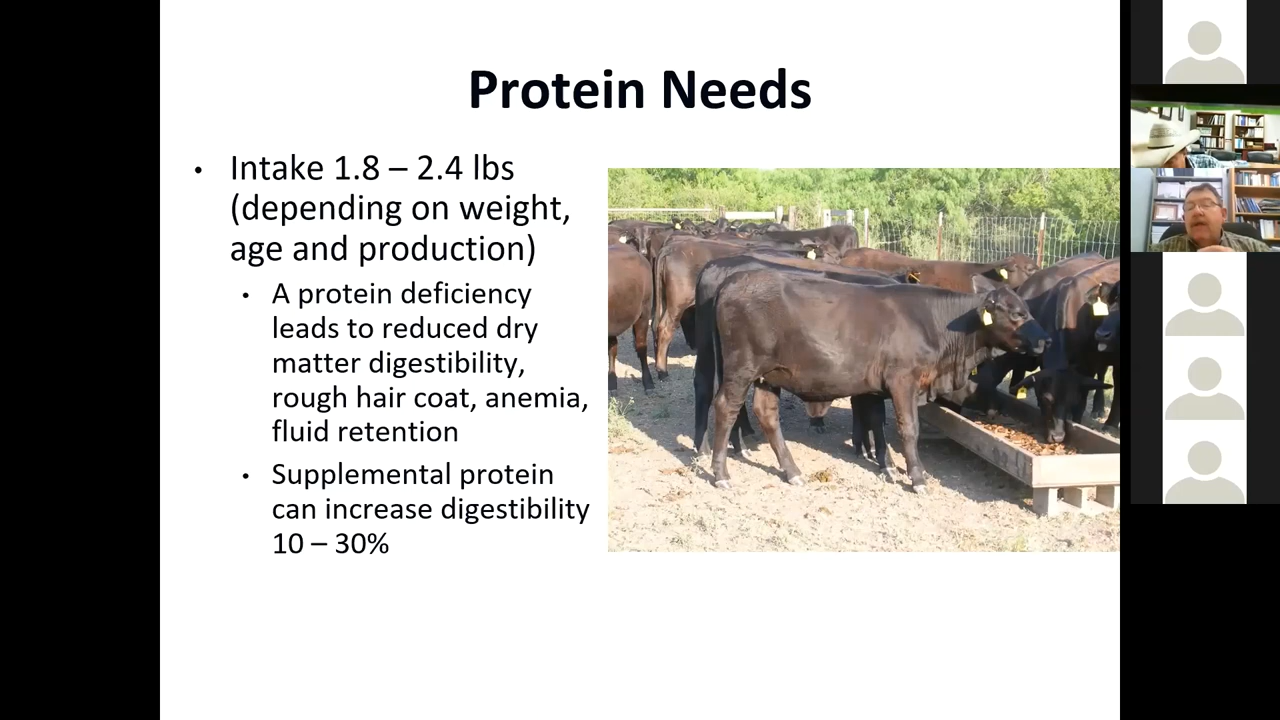 Protein Needs
• Intake 1.8 – 2.4 lbs
(depending on weight,
age and production)
• A protein deficiency
leads to reduced dry
matter digestibility,
rough hair coat, anemia,
fluid retention
• Supplemental protein
can increase digestibility
10 – 30%